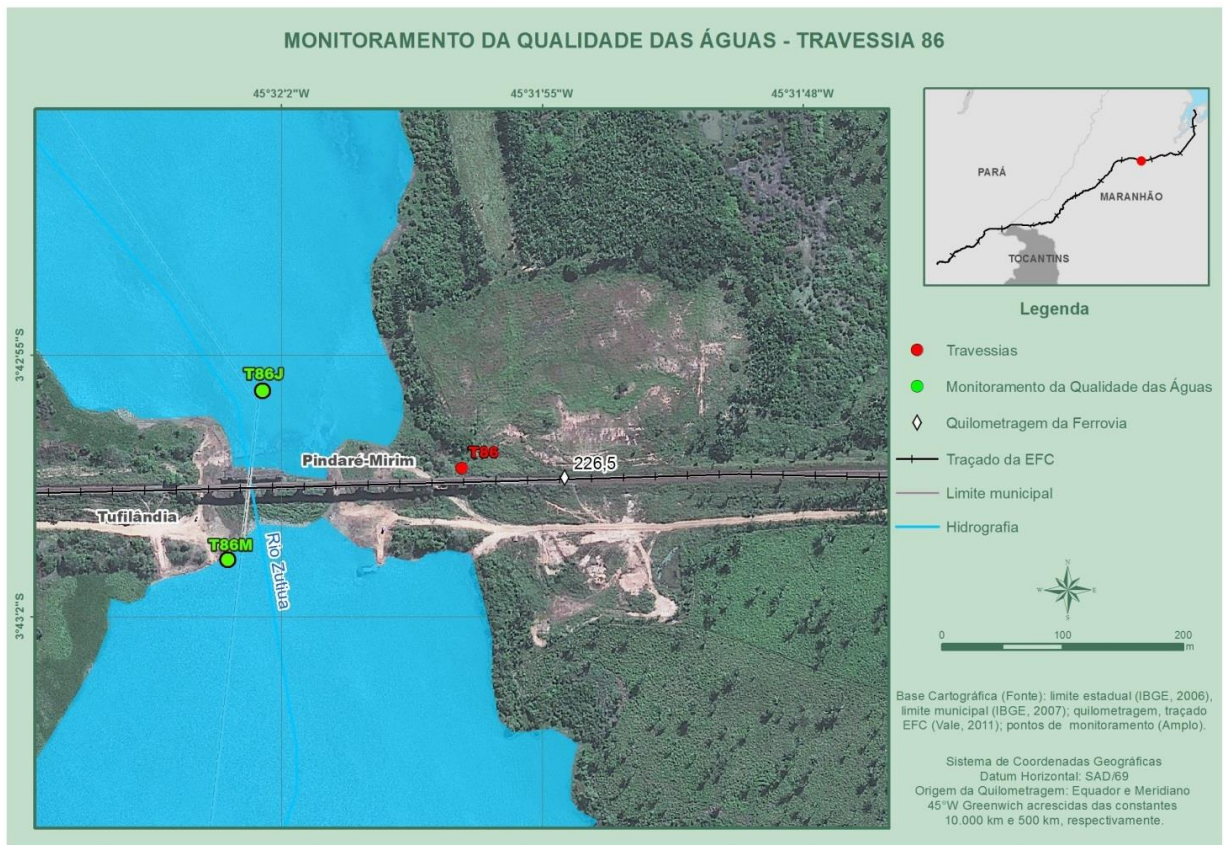 MONITORAMENTO DA QUALIDADE DAS ÁGUAS - TRAVESSIA 86
45°32'2"W
45°31'55"W
45°31'48"W
3°42'55"S
3°43'2"S
T86J
Pindaré-Mirim
T86
226,5
Tufilândia
T86M
Rio Zutiua
PARÁ
MARANHÃO
TOCANTINS
Legenda
Travessias
Monitoramento da Qualidade das Águas
Quilometragem da Ferrovia
Traçado da EFC
Limite municipal
Hidrografia
N
W
E
S
0 100 200
m
Base Cartográfica (Fonte): limite estadual (IBGE, 2006),
limite municipal (IBGE, 2007); quilometragem, traçado
EFC (Vale, 2011); pontos de monitoramento (Amplo).
Sistema de Coordenadas Geográficas
Datum Horizontal: SAD/69
Origem da Quilometragem: Equador e Meridiano
45°W Greenwich acrescidas das constantes
10.000 km e 500 km, respectivamente.